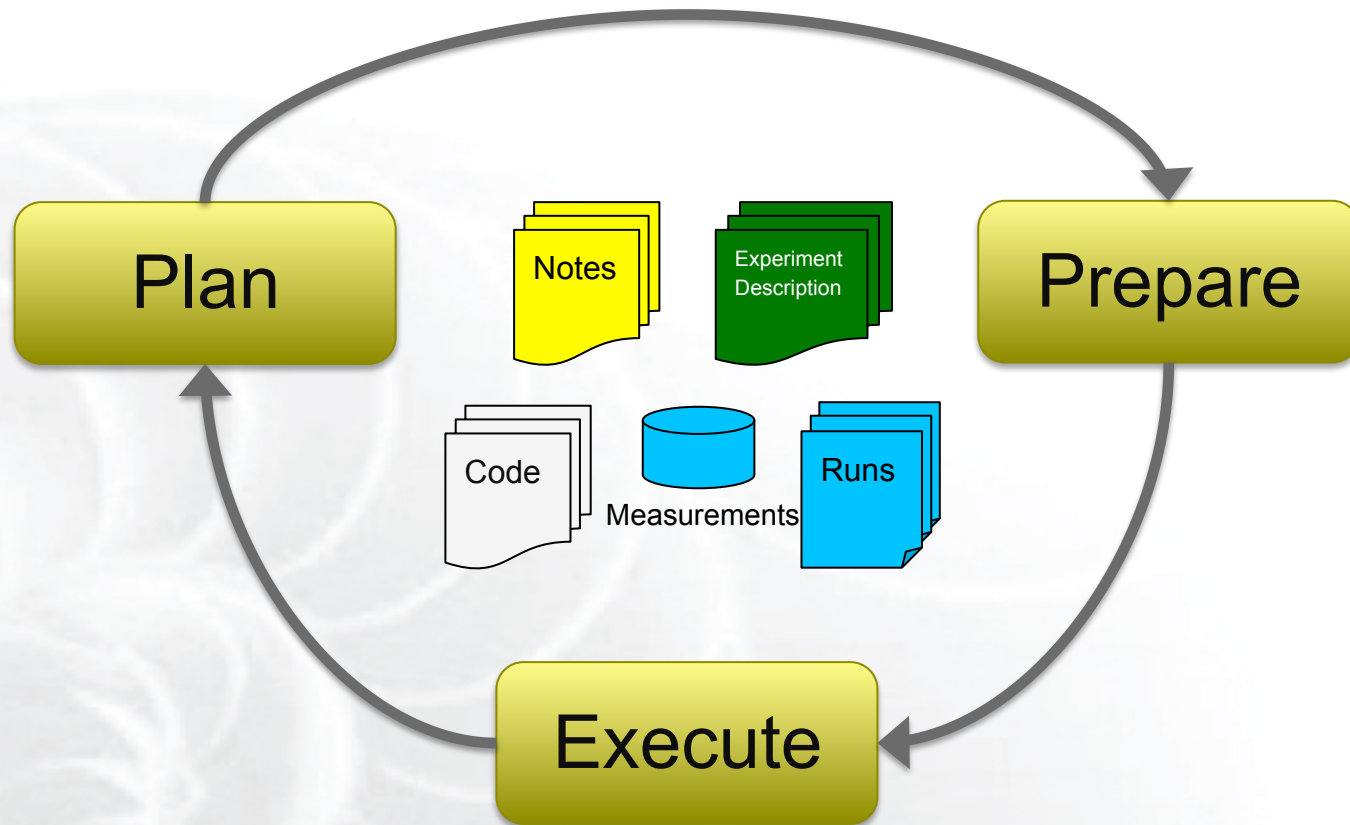 Plan
Notes
Experiment
Description
Prepare
Code
Measurements
Runs
Execute